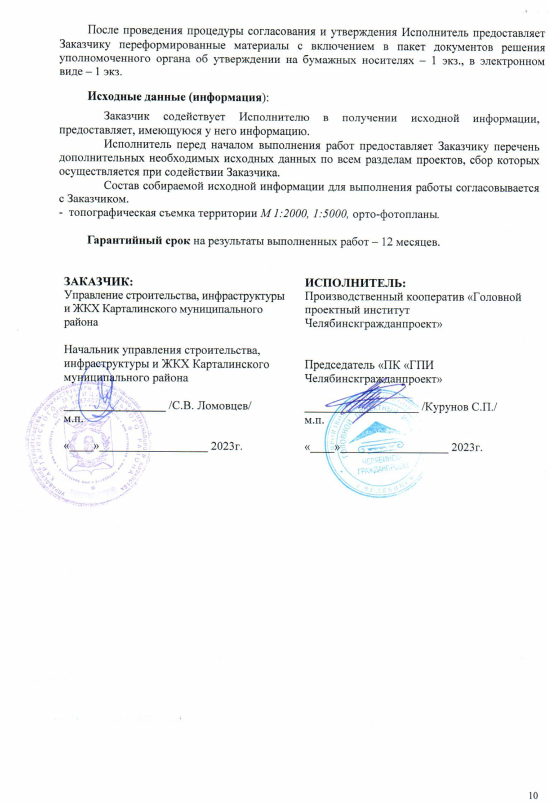 После проведения процедуры согласования и утверждения Исполнитель предоставляет
Заказчику переформированные материалы с включением в пакет документов решения
уполномоченного органа об утверждении на бумажных носителях – 1 экз., в электронном
виде – 1 экз.
Исходные данные (информация):
Заказчик содействует Исполнителю в получении исходной информации,
предоставляет, имеющуюся у него информацию.
Исполнитель перед началом выполнения работ предоставляет Заказчику перечень
дополнительных необходимых исходных данных по всем разделам проектов, сбор которых
осуществляется при содействии Заказчика.
Состав собираемой исходной информации для выполнения работы согласовывается
с Заказчиком.
- топографическая съемка территории М 1:2000, 1:5000, орто-фотопланы.
Гарантийный срок на результаты выполненных работ – 12 месяцев.
ЗАКАЗЧИК:
Управление строительства, инфраструктуры
и ЖКХ Карталинского муниципального
района
Начальник управления строительства,
инфраструктуры и ЖКХ Карталинского
муниципального района
_________________ /С.В. Ломовцев/
м.п.
«____»__________________ 2023г.
ИСПОЛНИТЕЛЬ:
Производственный кооператив «Головной
проектный институт
Челябинскгражданпроект»
Председатель «ПК «ГПИ
Челябинскгражданпроект»
___________________ /Курунов С.П./
м.п.
«____»___________________ 2023г.
10